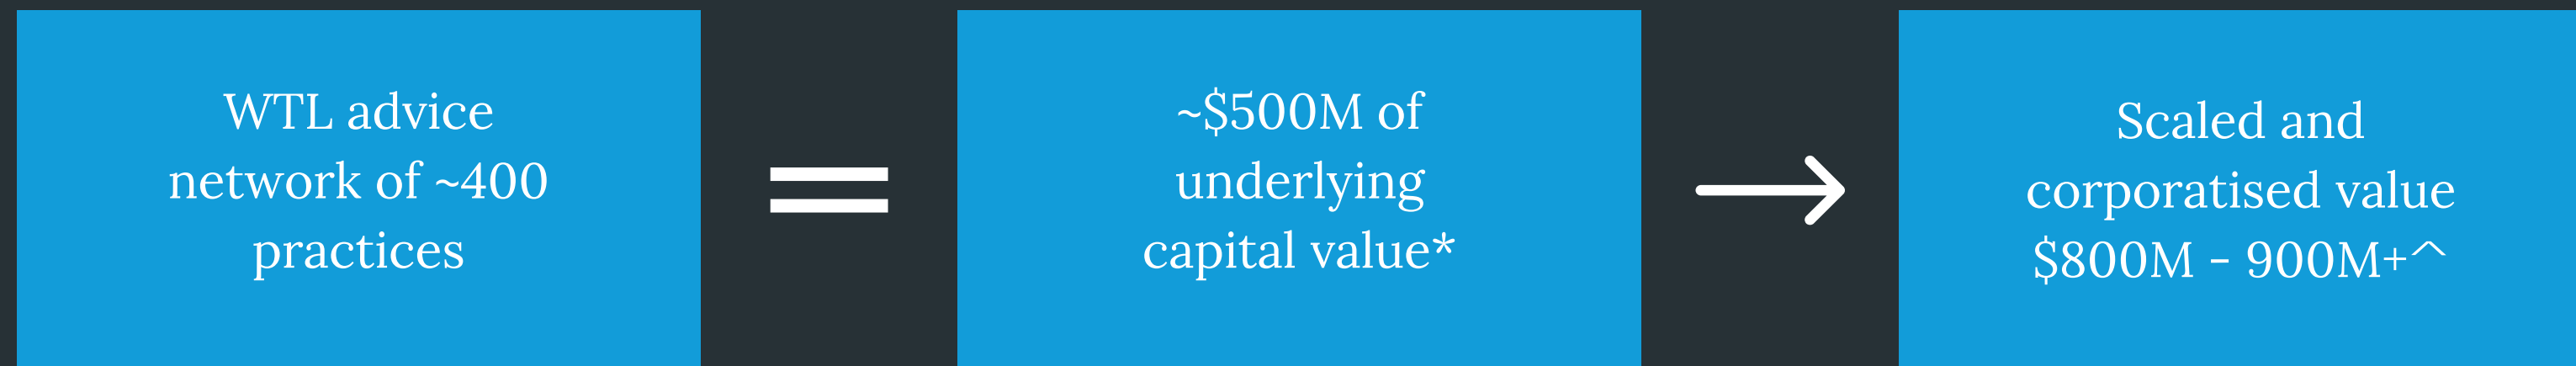 WTL advice
network of ~400
practices
~$500M of
underlying
capital value*
Scaled and
corporatised value
$800M - 900M+^